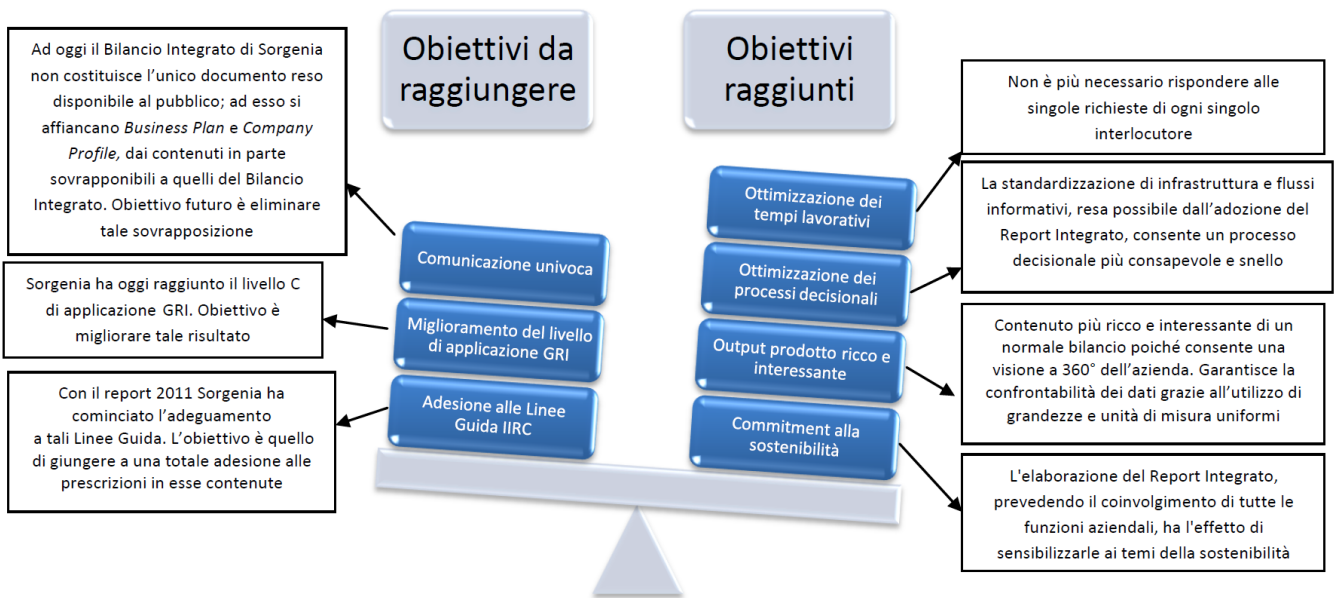 Obiettivi da
raggiungere
Ad oggi il Bilancio Integrato di Sorgenia
non costituisce l'unico documento reso
disponibile al pubblico; ad esso si
affiancano Business Plan e Company
Profile, dai contenuti in parte
sovrapponibili a quelli del Bilancio
Integrato. Obiettivo futuro è eliminare
tale sovrapposizione
Comunicazione univoca
Sorgenia ha oggi raggiunto il livello C
di applicazione GRI. Obiettivo è
migliorare tale risultato
Miglioramento del livello
di applicazione GRI
Con il report 2011 Sorgenia ha
cominciato l'adeguamento
a tali Linee Guida. L'obiettivo è quello
di giungere a una totale adesione alle
prescrizioni in esse contenute
Adesione alle Linee
Guida IIRC
Obiettivi
raggiunti
Ottimizzazione dei
tempi lavorativi
Non è più necessario rispondere alle
singole richieste di ogni singolo
interlocutore
Ottimizzazione dei
processi decisionali
La standardizzazione di infrastruttura e flussi
informativi, resa possibile dall'adozione del
Report Integrato, consente un processo
decisionale più consapevole e snello
Output prodotto ricco e
interessante
Contenuto più ricco e interessante di un
normale bilancio poiché consente una
visione a 360° dell'azienda. Garantisce la
confrontabilità dei dati grazie all'utilizzo di
grandezze e unità di misura uniformi
Commitment alla
sostenibilità
L'elaborazione del Report Integrato,
prevedendo il coinvolgimento di tutte le
funzioni aziendali, ha l'effetto di
sensibilizzarle ai temi della sostenibilità